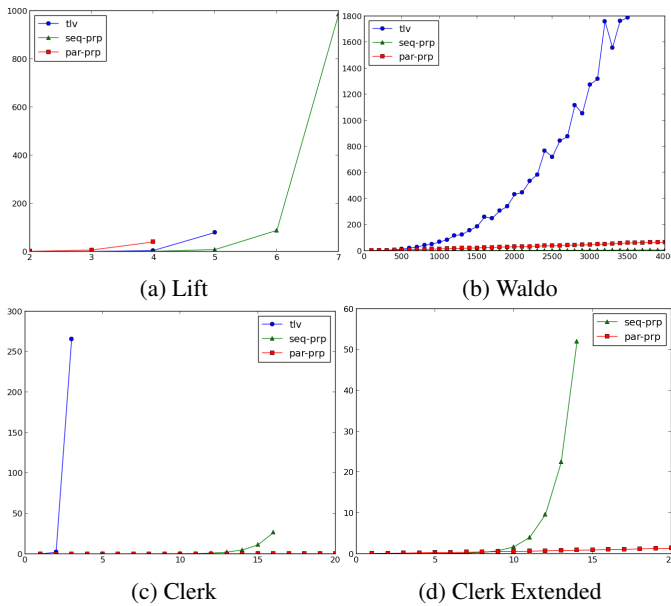 1000
800
600
400
200
0
2 3 4 5 6 7
tlv
seq-prp
par-prp
(a) Lift
1800
1600
1400
1200
1000
800
600
400
200
0
0 500 1000 1500 2000 2500 3000 3500 400
tlv
seq-prp
par-prp
(b) Waldo
300
250
200
150
100
50
0
0 5 10 15 20
tlv
seq-prp
par-prp
(c) Clerk
60
50
40
30
20
10
0
0 5 10 15 2
seq-prp
par-prp
(d) Clerk Extended